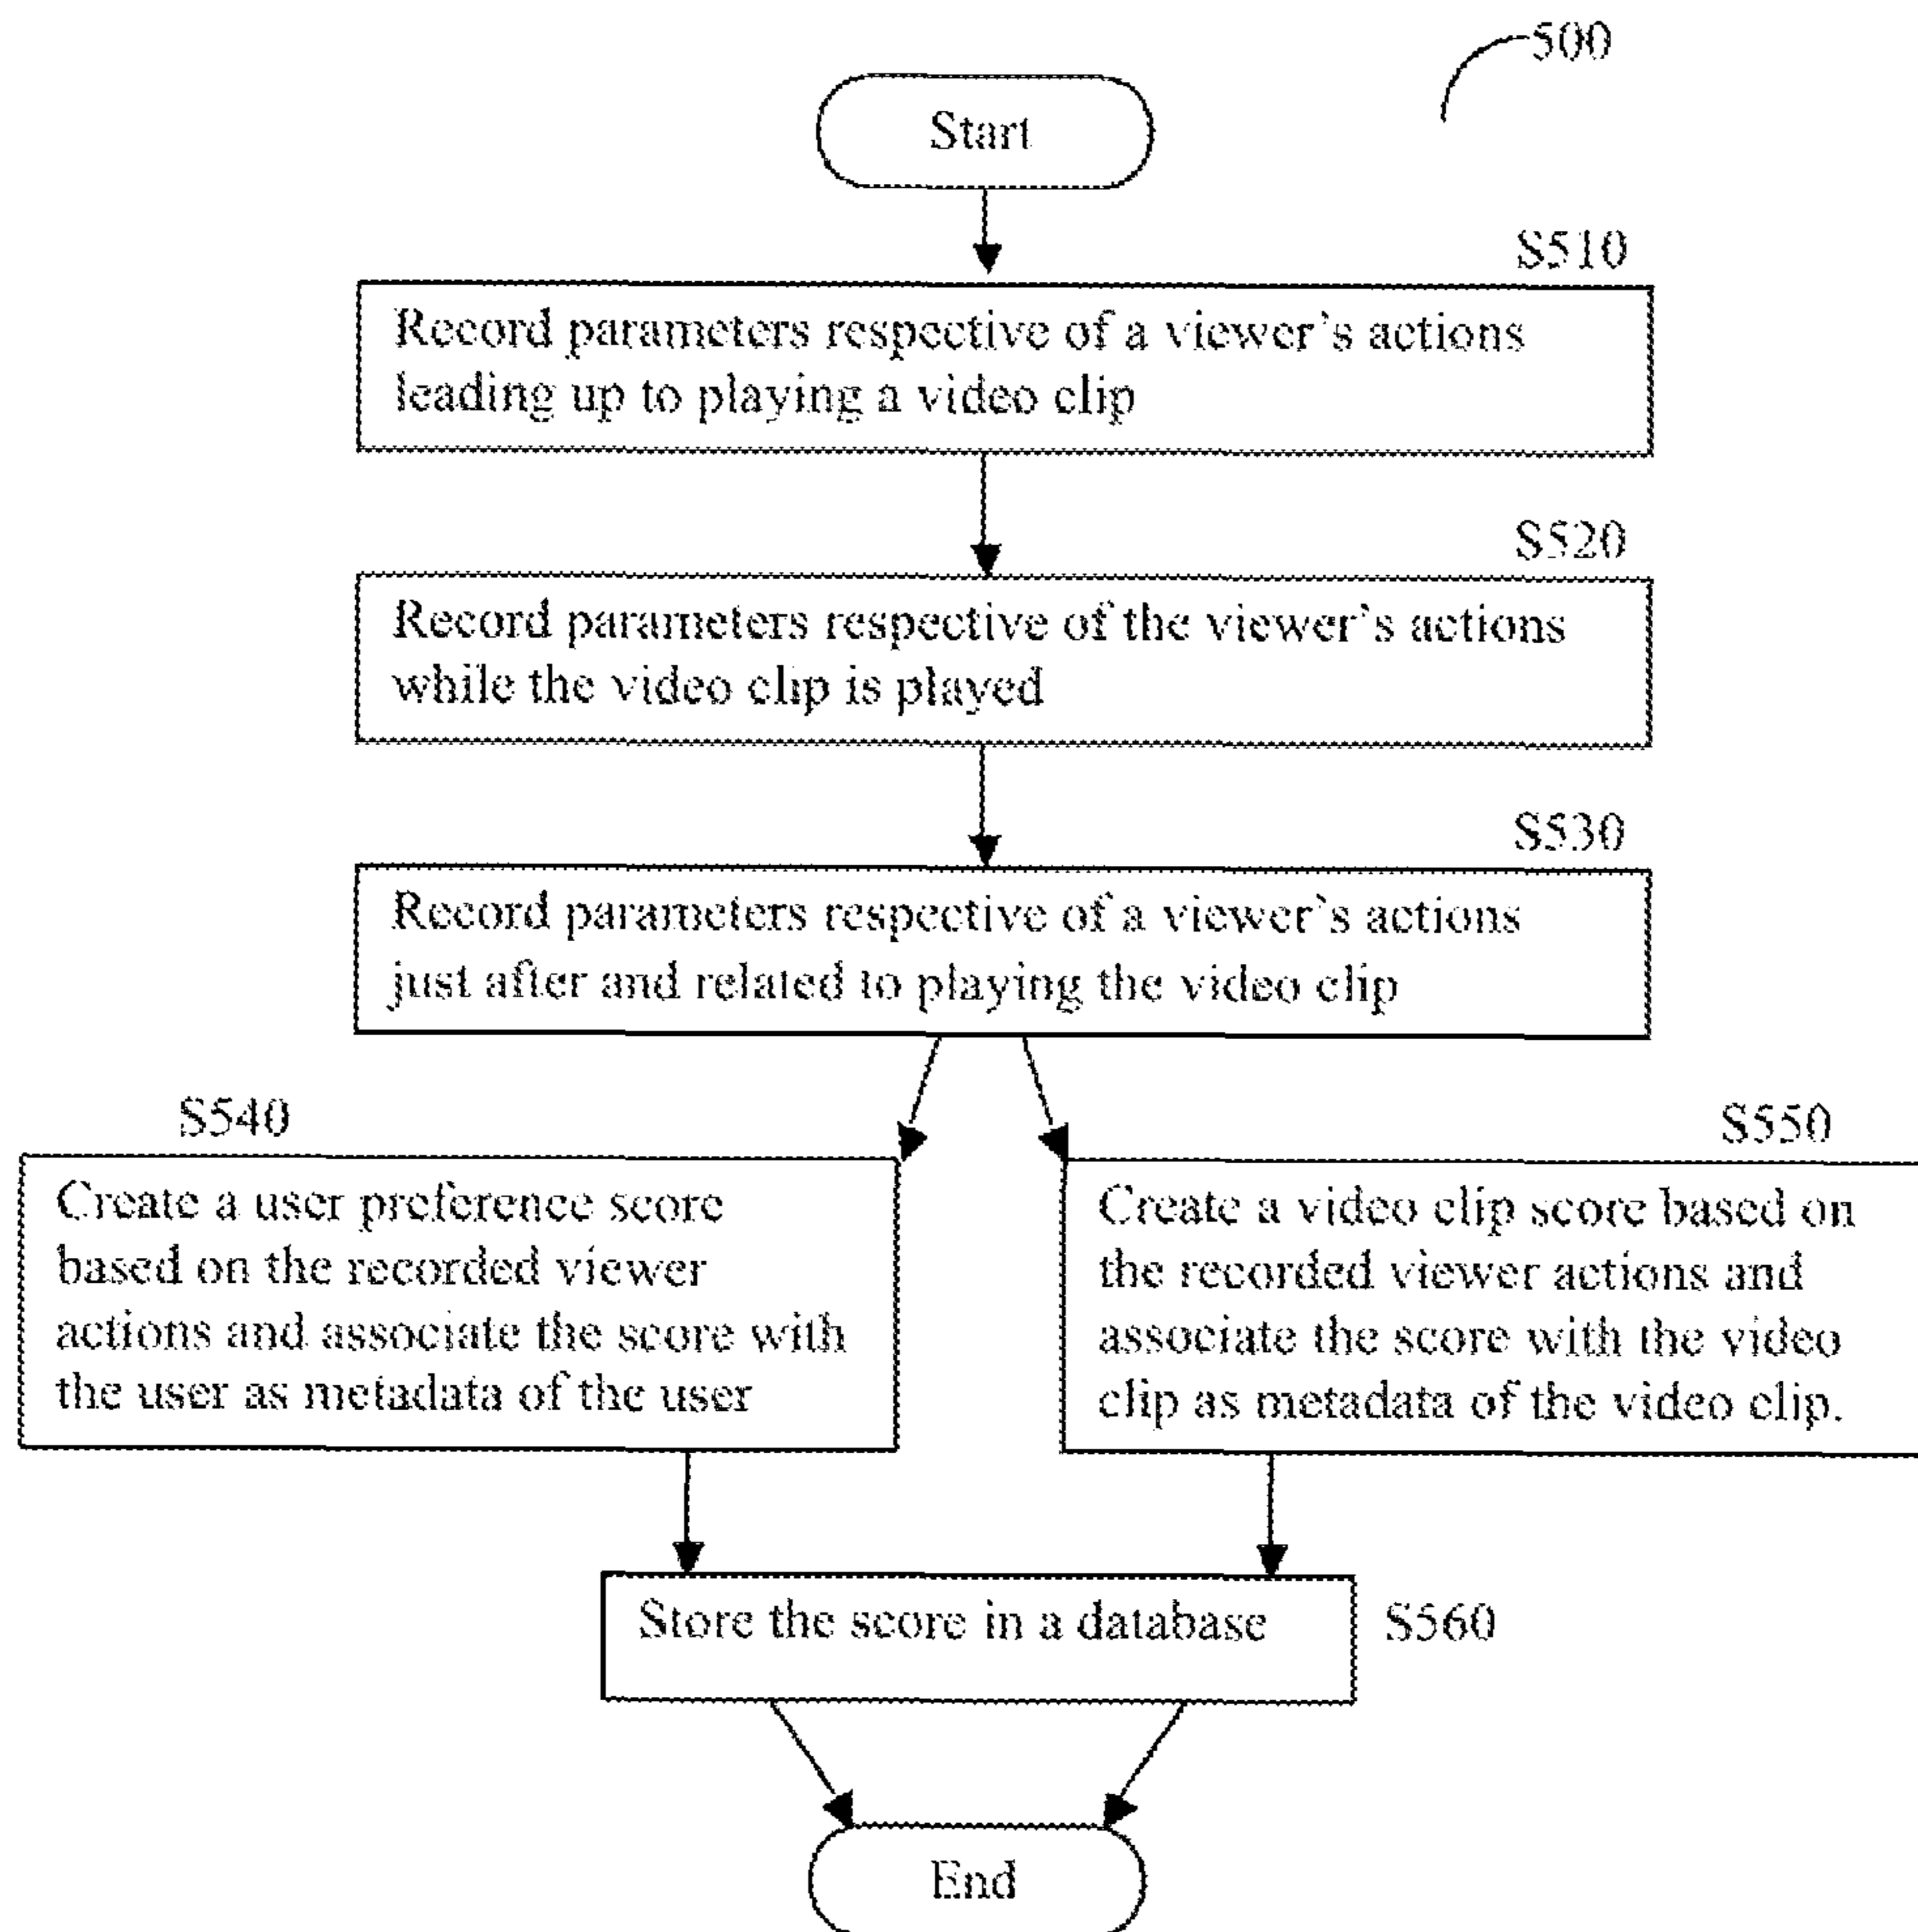 500
Start
S510
Record parameters respective of a viewer's actions
leading up to playing a video clip
S520
Record parameters respective of the viewer's actions
while the video clip is played
S530
Record parameters respective of a viewer's actions
just after and related to playing the video clip
S540
Create a user preference score
based on the recorded viewer
actions and associate the score with
the user as metadata of the user
S550
Create a video clip score based on
the recorded viewer actions and
associate the score with the video
clip as metadata of the video clip.
Store the score in a database
S560
End